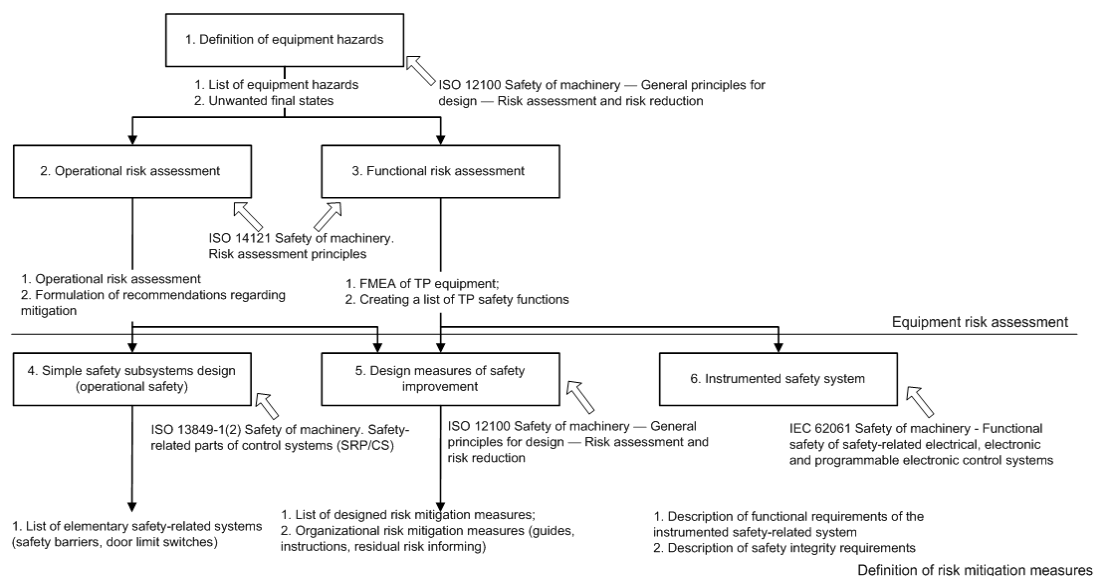 1. Definition of equipment hazards
1. List of equipment hazards
2. Unwanted final states
ISO 12100 Safety of machinery — General principles for
design — Risk assessment and risk reduction
2. Operational risk assessment
3. Functional risk assessment
ISO 14121 Safety of machinery.
Risk assessment principles
1. Operational risk assessment
2. Formulation of recommendations regarding
mitigation
1. FMEA of TP equipment;
2. Creating a list of TP safety functions
Equipment risk assessment
4. Simple safety subsystems design
(operational safety)
5. Design measures of safety
improvement
6. Instrumented safety system
ISO 13849-1(2) Safety of machinery. Safety-
related parts of control systems (SRP/CS)
ISO 12100 Safety of machinery — General
principles for design — Risk assessment and
risk reduction
IEC 62061 Safety of machinery - Functional
safety of safety-related electrical, electronic
and programmable electronic control systems
1. List of elementary safety-related systems
(safety barriers, door limit switches)
1. List of designed risk mitigation measures;
2. Organizational risk mitigation measures (guides,
instructions, residual risk informing)
1. Description of functional requirements of the
instrumented safety-related system
2. Description of safety integrity requirements
Definition of risk mitigation measures